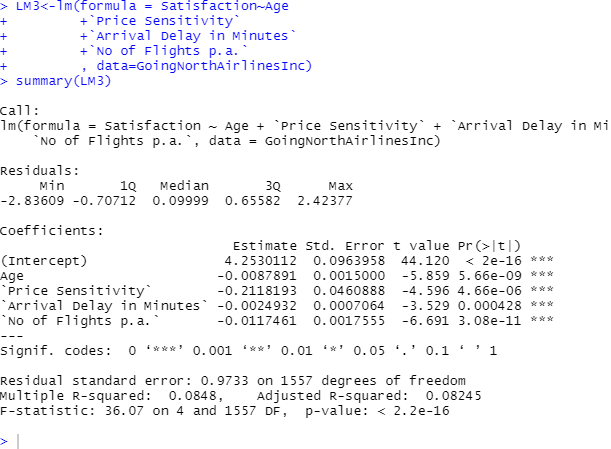 > LM3<-lm(formula = Satisfaction~Age
+ +`Price Sensitivity`
+ +`Arrival Delay in Minutes`
+ +`No of Flights p.a.`
+ , data=GoingNorthAirlinesInc)
> summary(LM3)
Call:
lm(formula = Satisfaction ~ Age + `Price Sensitivity` + `Arrival Delay in Mi
`No of Flights p.a.`, data = GoingNorthAirlinesInc)
Residuals:
Min 1Q Median 3Q Max
-2.83609 -0.70712 0.09999 0.65582 2.42377
Coefficients:
Estimate Std. Error t value Pr(>|t|)
(Intercept) 4.2530112 0.0963958 44.120 < 2e-16 ***
Age -0.0087891 0.0015000 -5.859 5.66e-09 ***
`Price Sensitivity` -0.2118193 0.0460888 -4.596 4.66e-06 ***
`Arrival Delay in Minutes` -0.0024932 0.0007064 -3.529 0.000428 ***
`No of Flights p.a.` -0.0117461 0.0017555 -6.691 3.08e-11 ***
---
Signif. codes: 0 ‘***’ 0.001 ‘**’ 0.01 ‘*’ 0.05 ‘.’ 0.1 ‘ ’ 1
Residual standard error: 0.9733 on 1557 degrees of freedom
Multiple R-squared: 0.0848, Adjusted R-squared: 0.08245
F-statistic: 36.07 on 4 and 1557 DF, p-value: < 2.2e-16
>